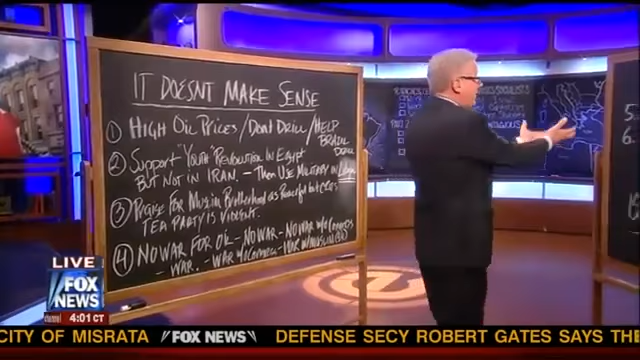 IT DOESNT MAKE SENSE
① HIGH OIL PRICES / DONT DRILL / HELP
BRAZIL
DRILL
② SUPPORT "YOUTH" REVOLUTION IN EGYPT
BUT NOT IN IRAN. - THEN USE MILITARY IN
③ PRAISE FOR MUSLIM BROTHERHOOD AS PEACEFUL BUT
TEA PARTY IS VIOLENT.
④ NO WAR FOR OIL - NO WAR - NO WAR W/O CONGRESS
- WAR. - WAR W/O CONGRESS -
LIVE
FOX
NEWS
channel
4:01 CT
CITY OF MISRATA FOX NEWS DEFENSE SECY ROBERT GATES SAYS THE